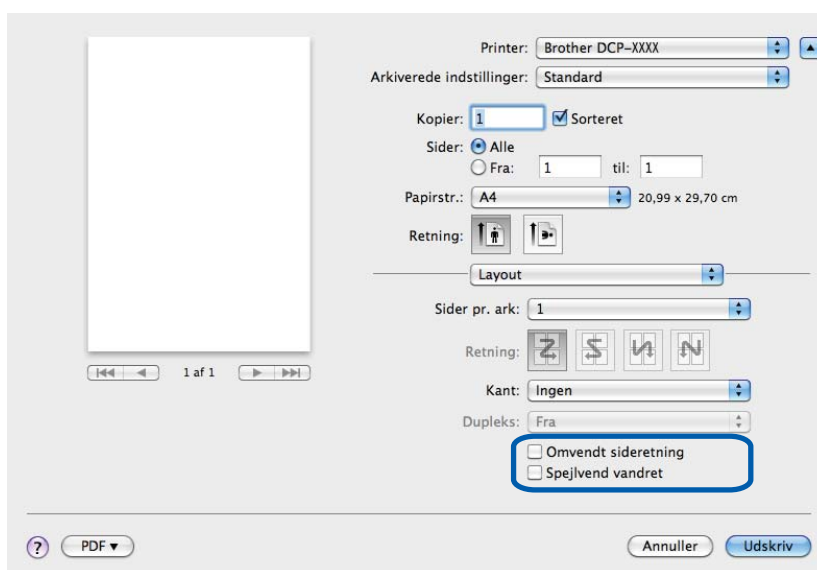 Printer: Brother DCP-XXXX
Arkiverede indstillinger: Standard
Kopier: 1 Sorteret
Sider: Alle
Fra: 1 til: 1
Papirstr.: A4 20,99 x 29,70 cm
Retning:
Layout
Sider pr. ark: 1
Retning:
Kant: Ingen
Dupleks: Fra
Omvendt sideretning
Spejlvend vandret
1 af 1
? PDF Annuller Udskriv